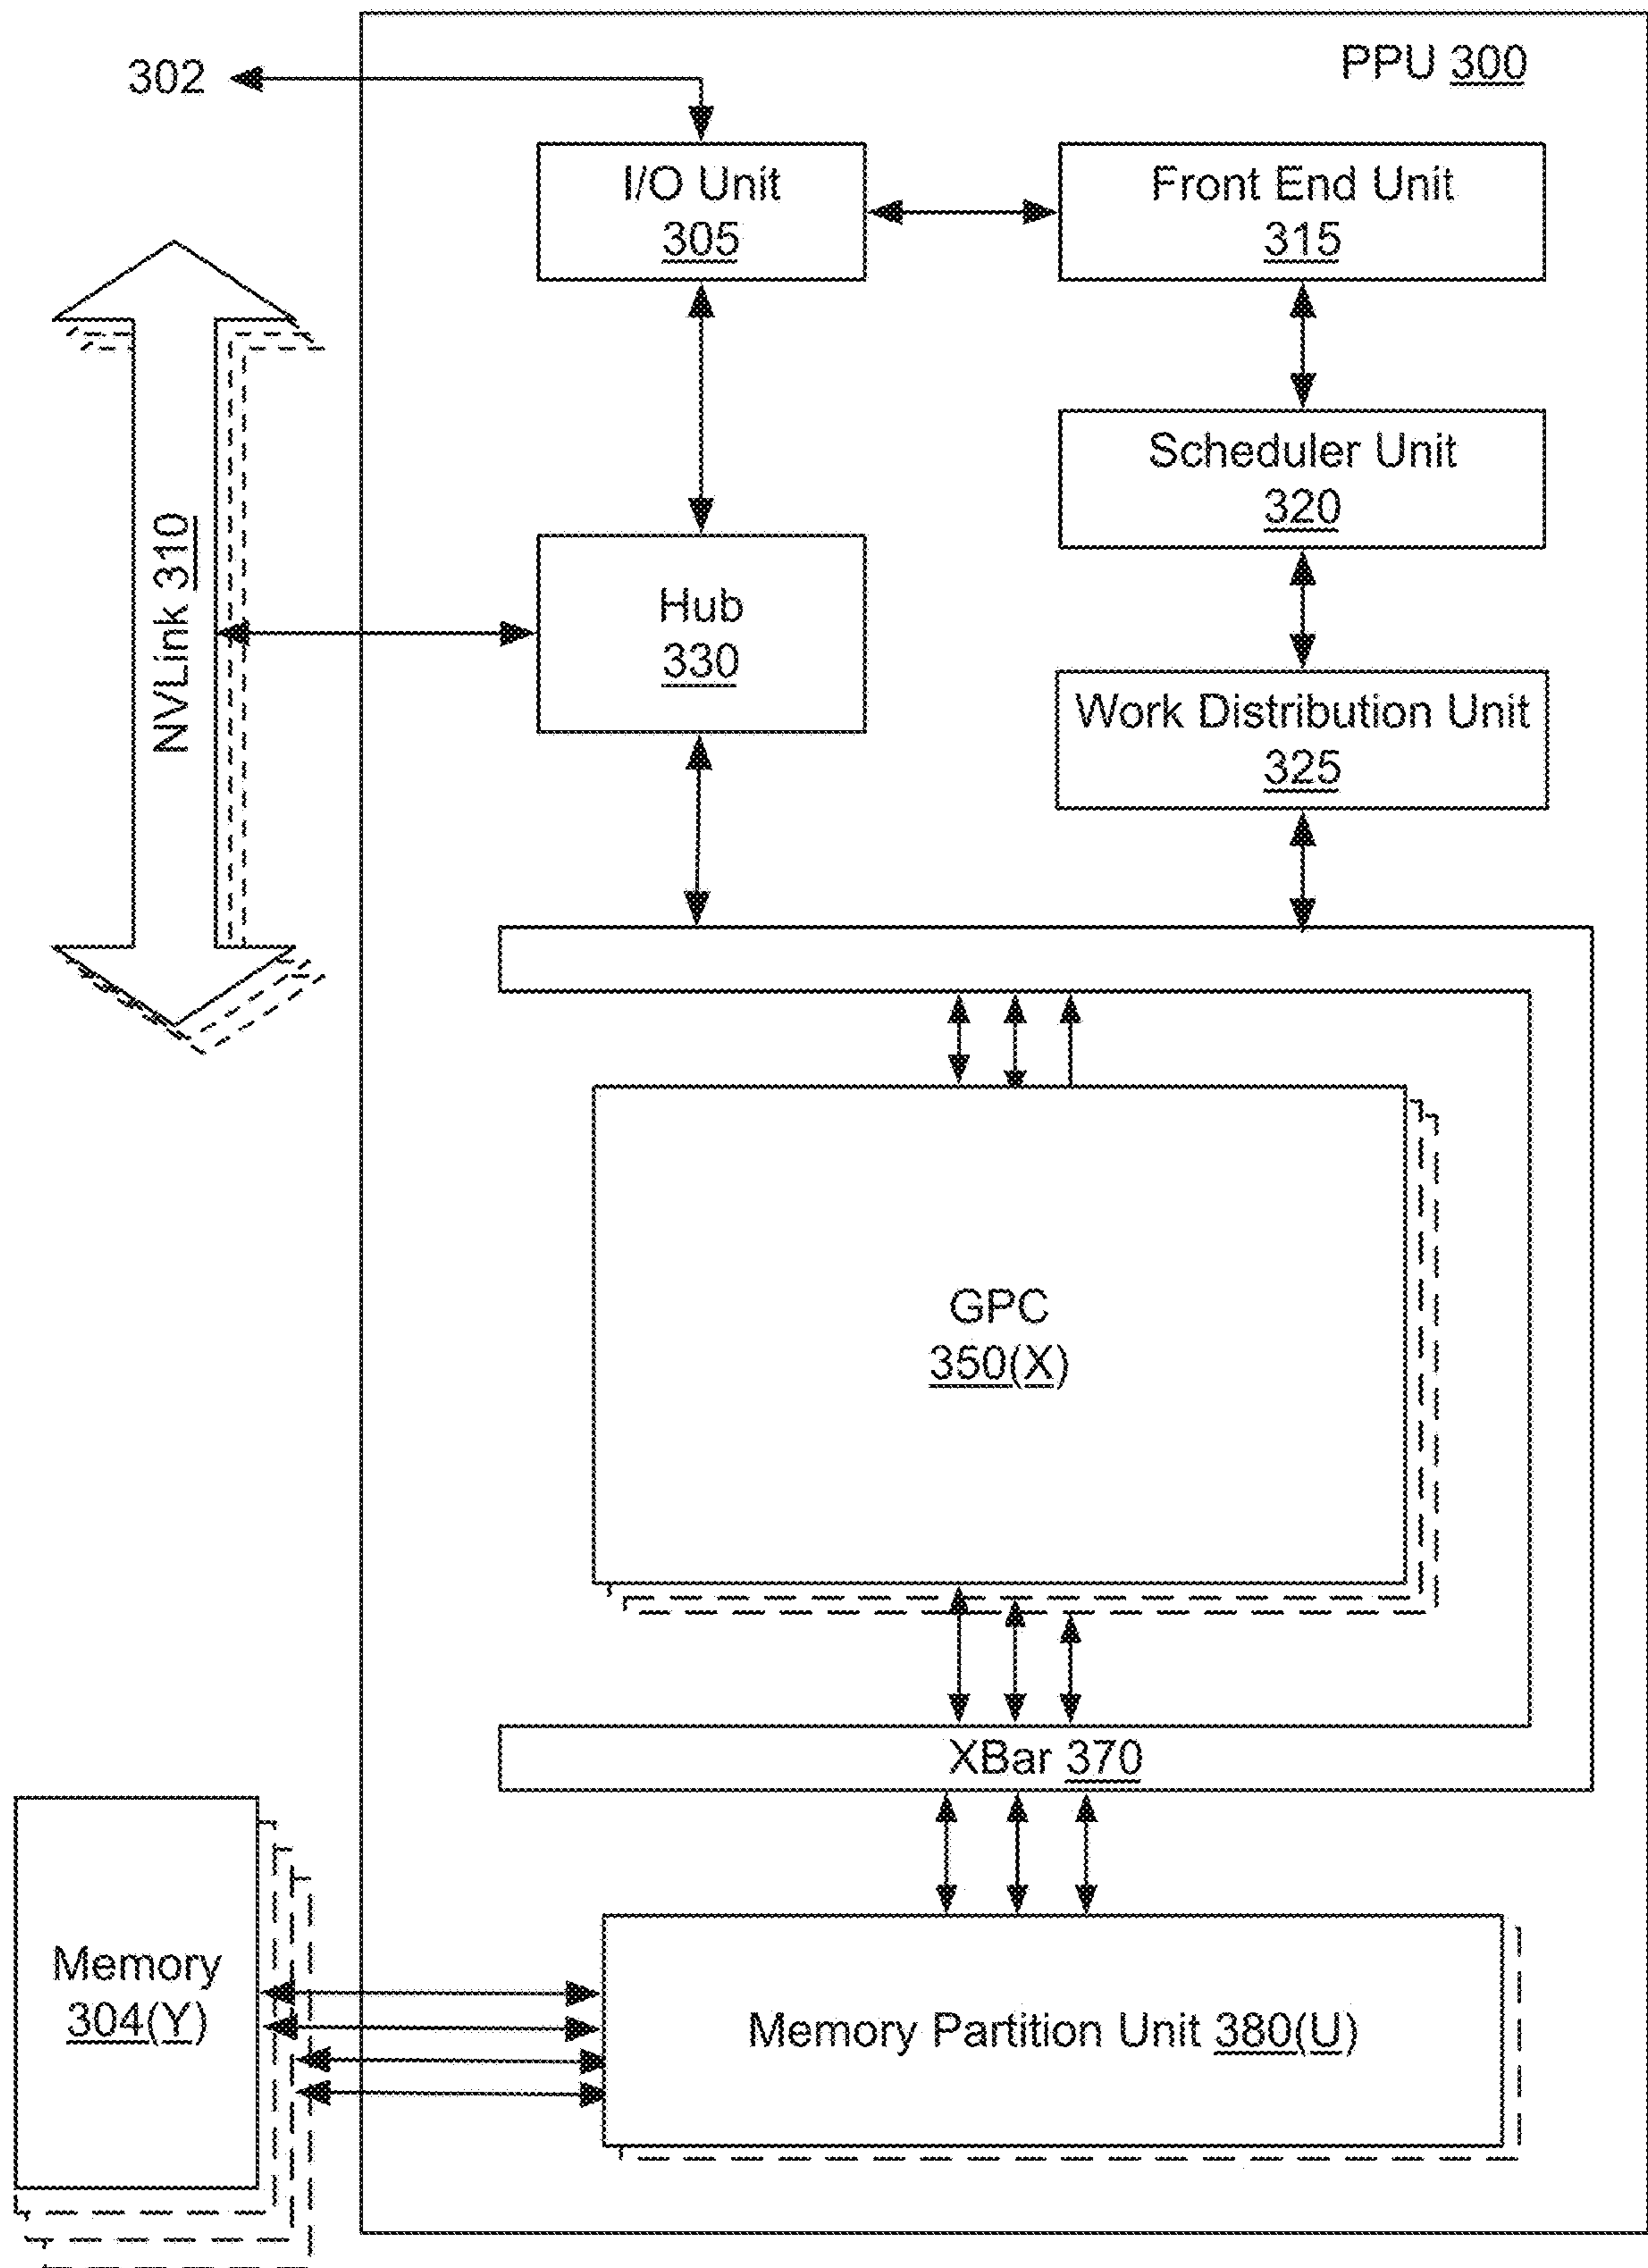 PPU 300
302
I/O Unit
305
Front End Unit
315
Scheduler Unit
320
NVLink 310
Hub
330
Work Distribution Unit
325
GPC
350(X)
XBar 370
Memory
304(Y)
Memory Partition Unit 380(U)